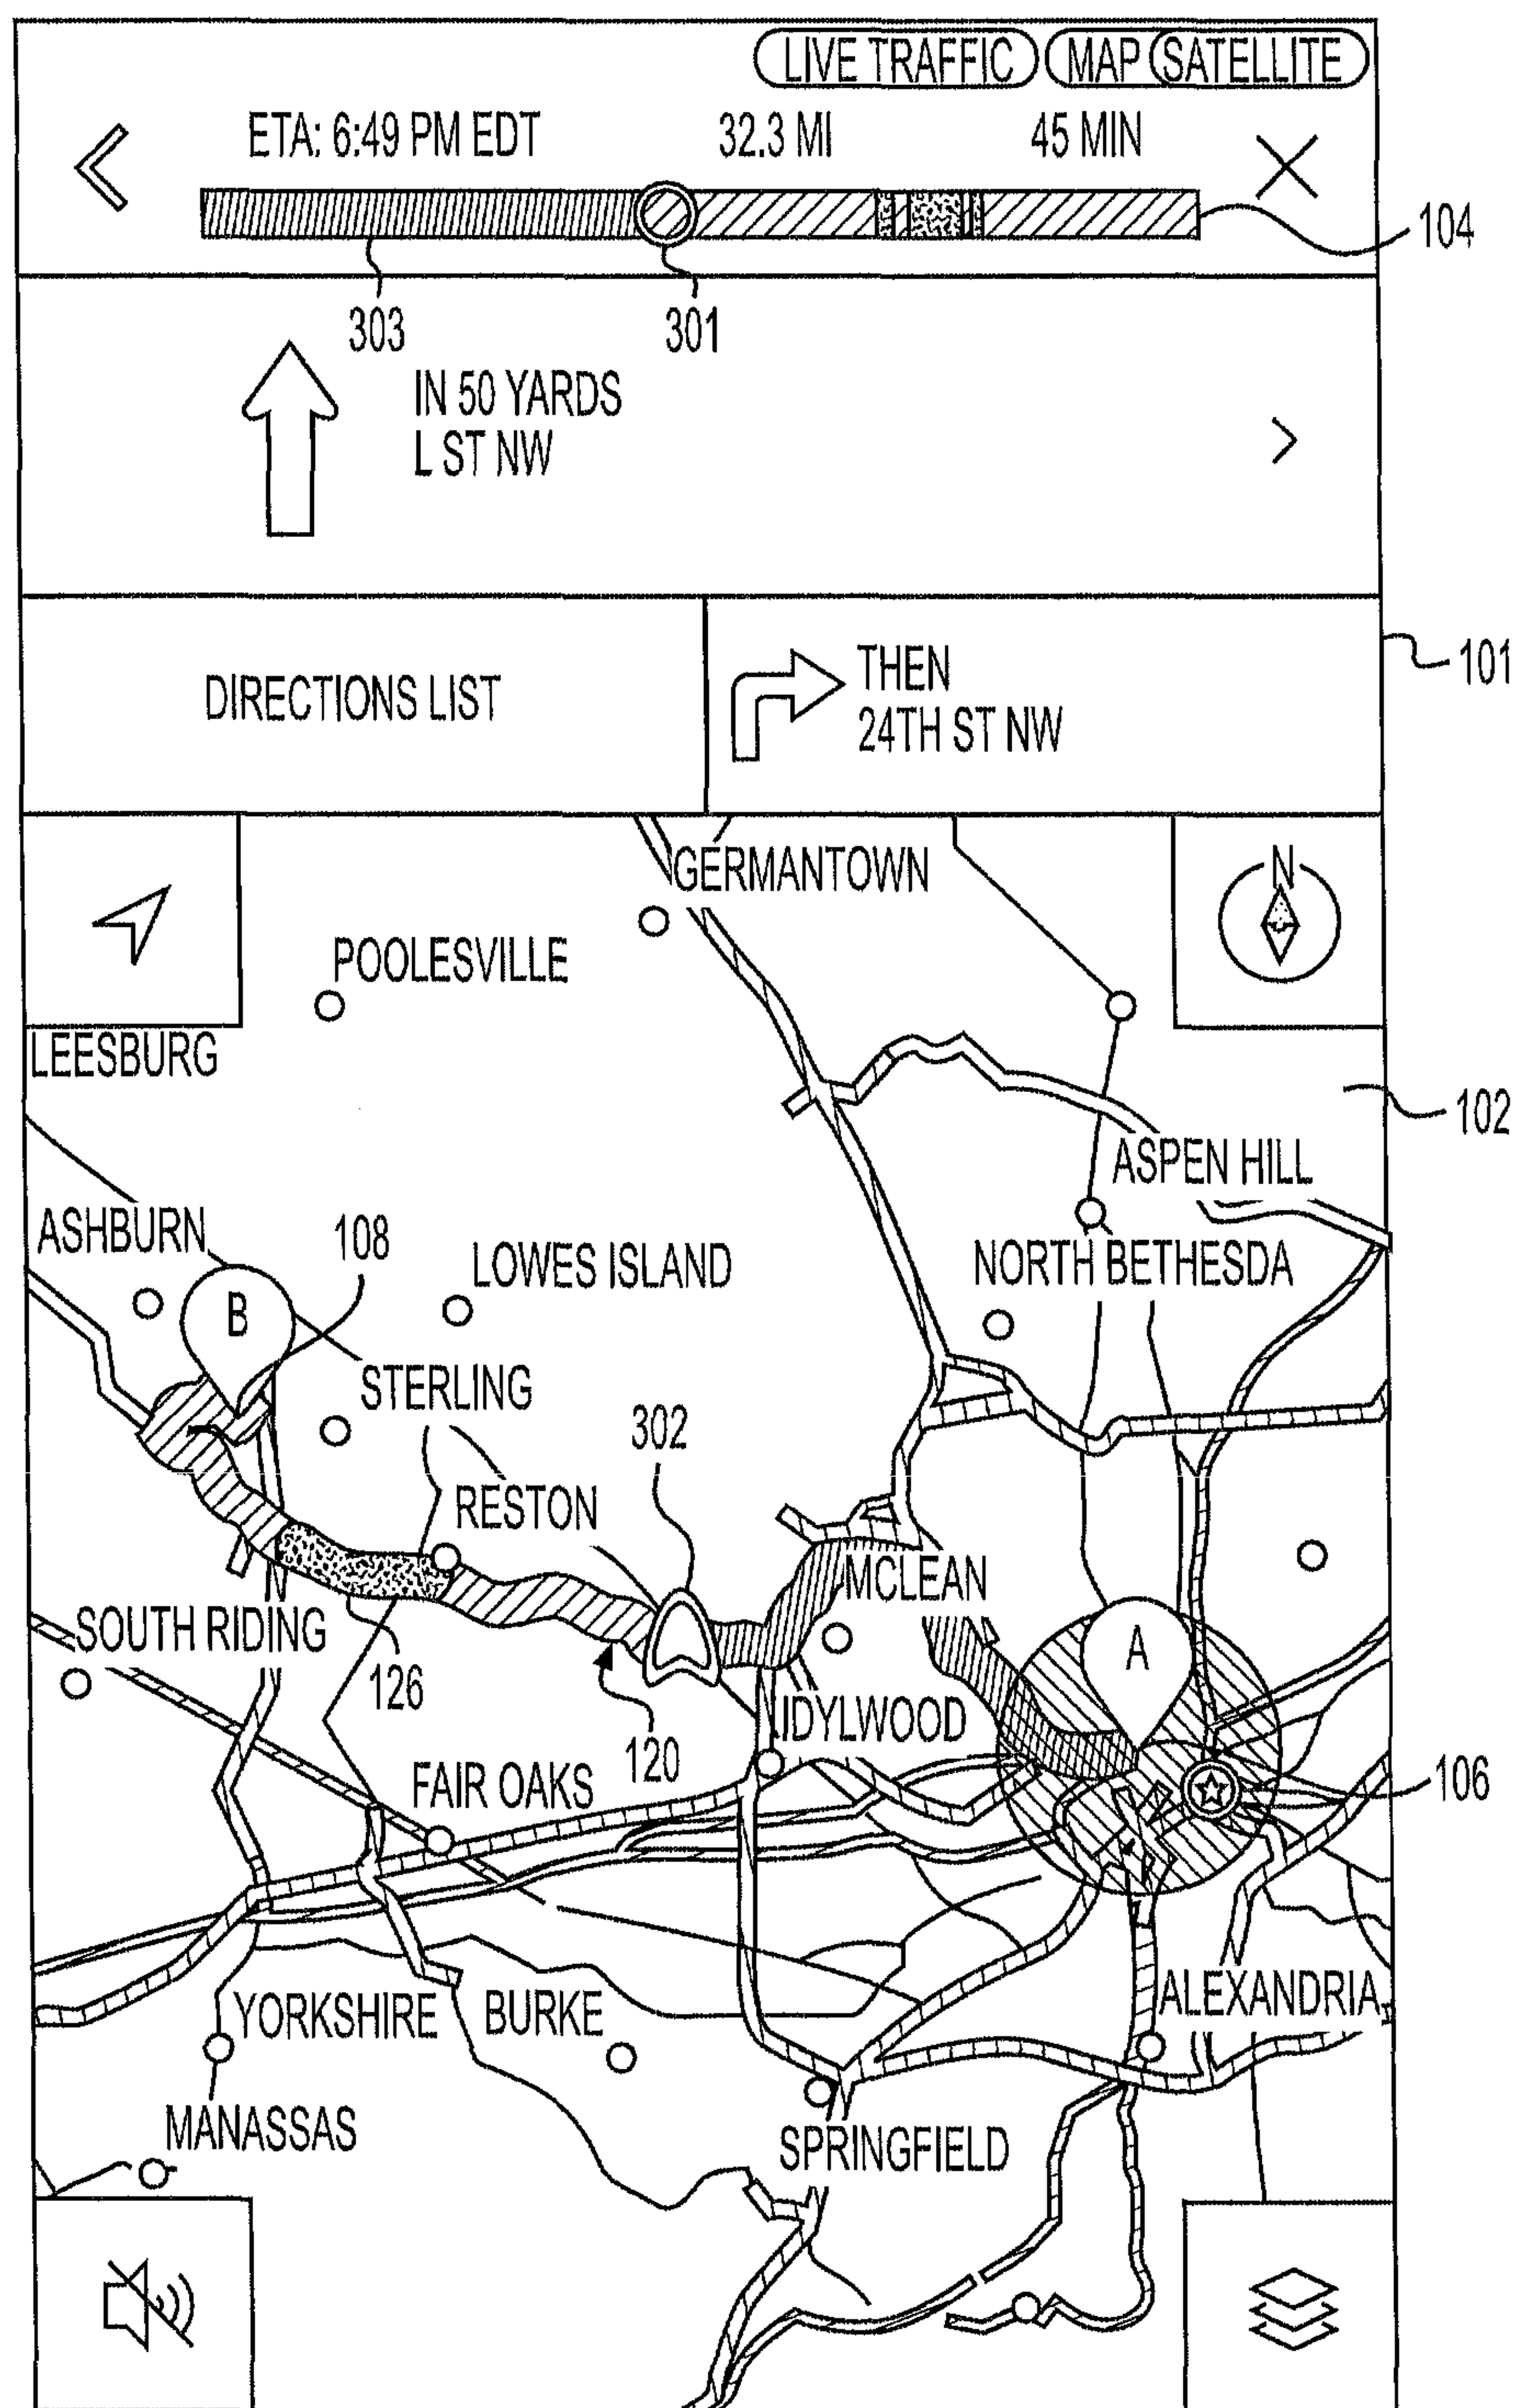 LIVE TRAFFIC MAP SATELLITE
ETA: 6:49 PM EDT 32.3 MI 45 MIN
104
303 301
IN 50 YARDS
L ST NW
101
DIRECTIONS LIST
THEN
24TH ST NW
GERMANTOWN
N
POOLESVILLE
LEESBURG
102
ASPEN HILL
ASHBURN
108
LOWES ISLAND
NORTH BETHESDA
B
STERLING
302
RESTON
MCLEAN
SOUTH RIDING
A
126
IDYLWOOD
120
FAIR OAKS
106
ALEXANDRIA
YORKSHIRE
BURKE
MANASSAS
SPRINGFIELD